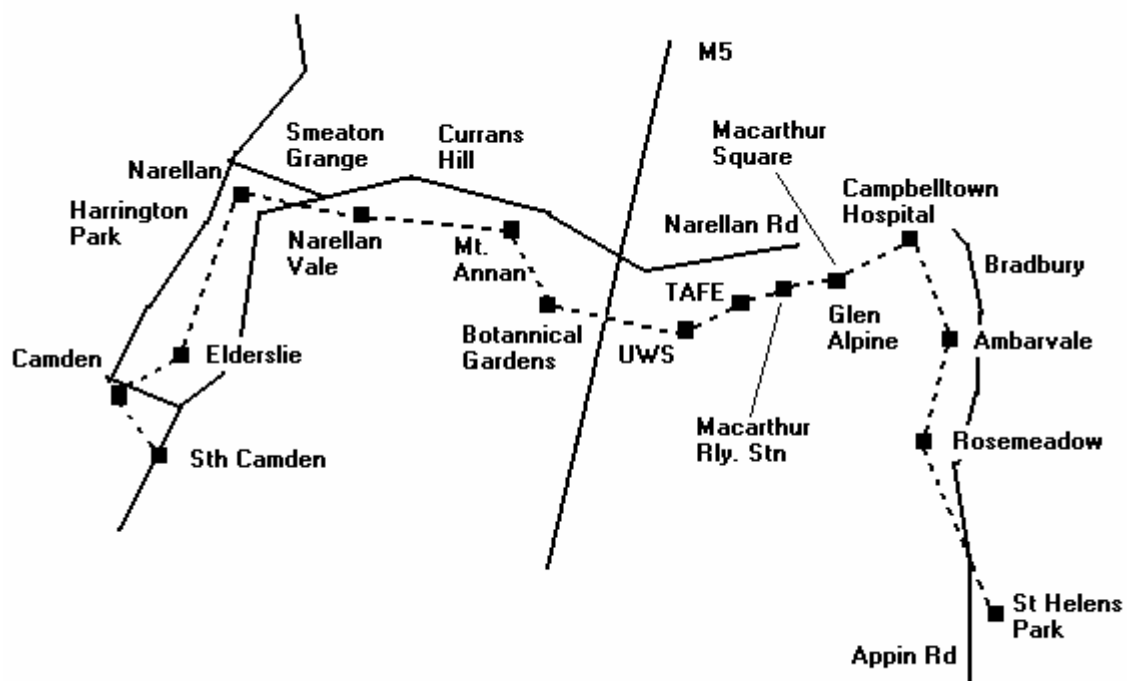 M5
Smeaton
Grange
Currans
Hill
Macarthur
Square
Narellan
Campbelltown
Hospital
Harrington
Park
Narellan
Vale
Mt.
Annan
Narellan Rd
Bradbury
TAFE
Glen
Alpine
Botannical
Gardens
UWS
Ambarvale
Camden
Elderslie
Macarthur
Rly. Stn
Rosemeadow
Sth Camden
St Helens
Park
Appin Rd